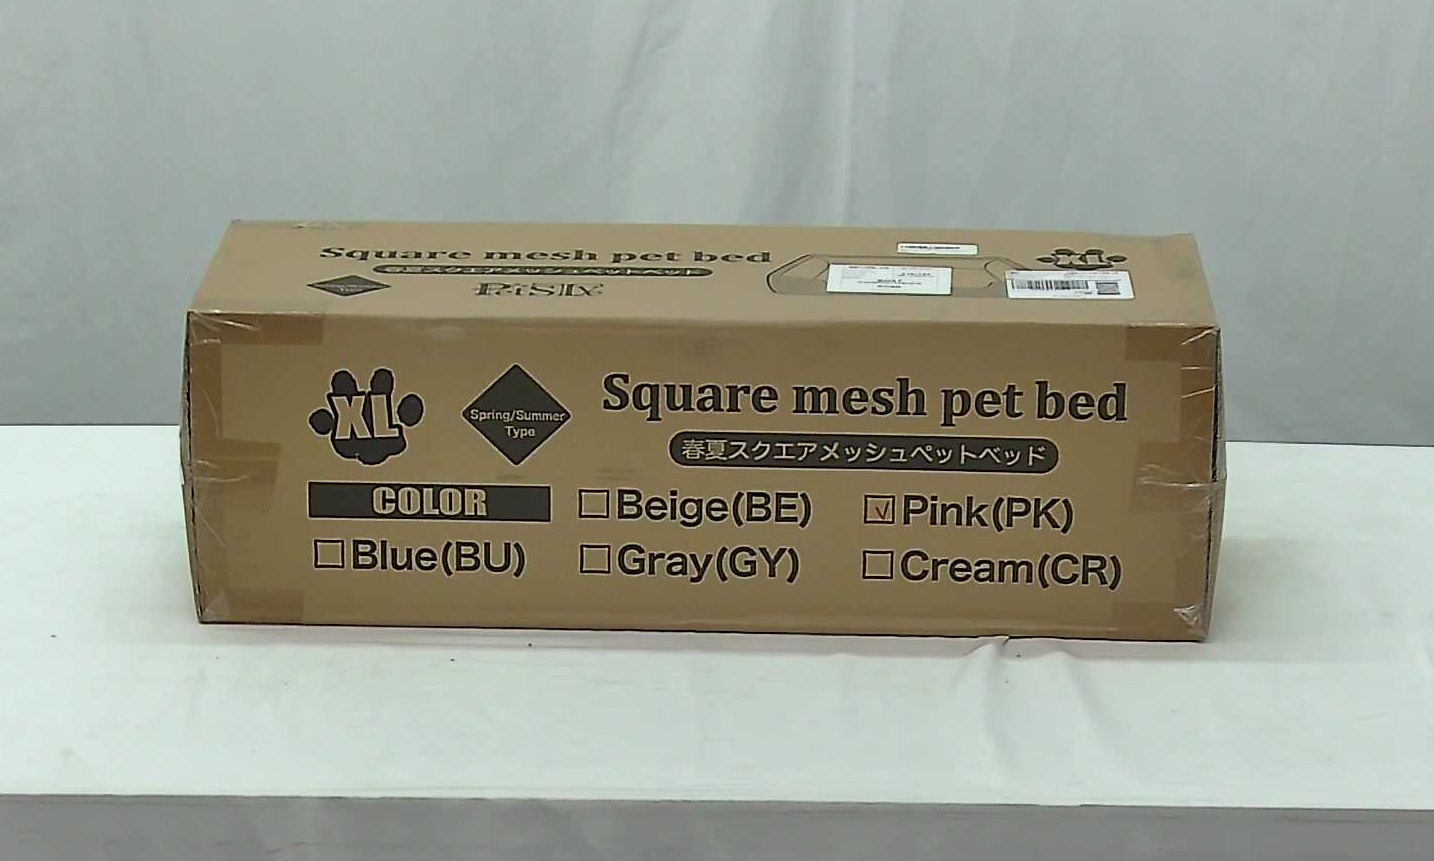 Square mesh pet bed
春夏スクエアメッシュペットベッド
XL
XL
Spring/Summer
Type
Square mesh pet bed
春夏スクエアメッシュペットベッド
COLOR
Beige(BE)
Pink(PK)
Blue(BU)
Gray(GY)
Cream(CR)